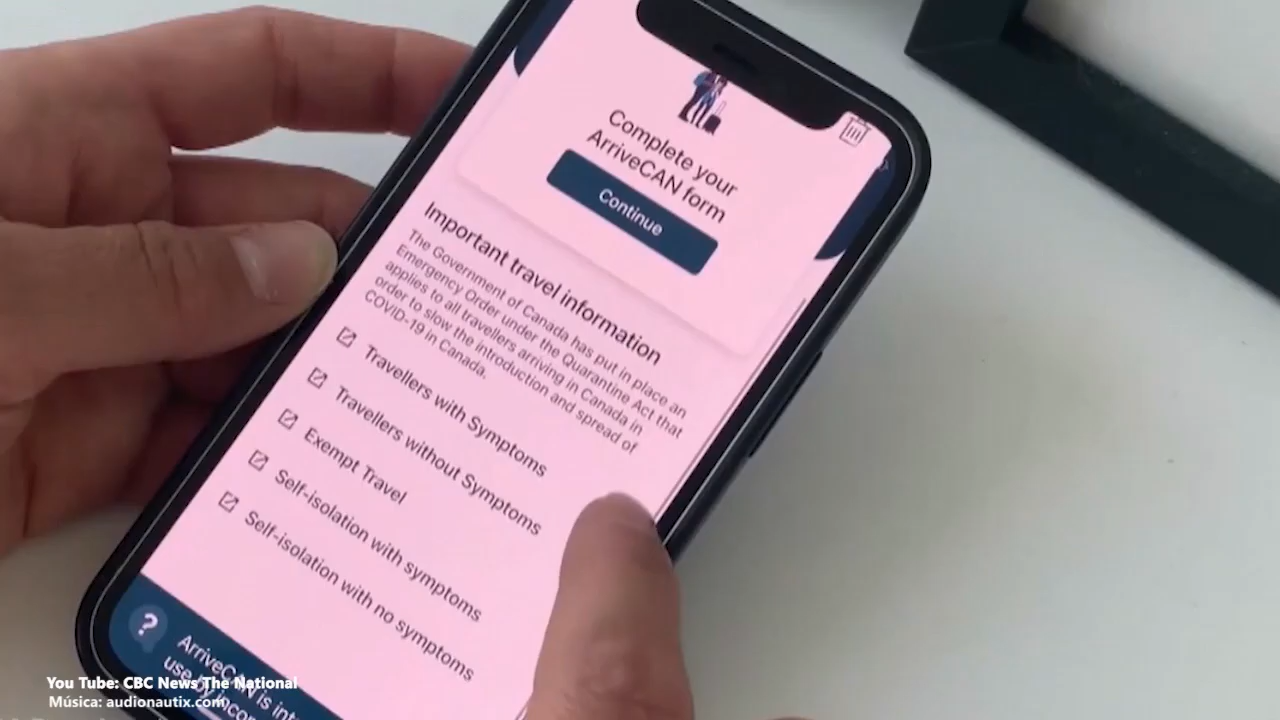 Complete your
ArriveCAN form
Continue
Important travel information
The Government of Canada has put in place an
Emergency Order under the Quarantine Act that
applies to all travellers arriving in Canada in
order to slow the introduction and spread of
COVID-19 in Canada.
Travellers with Symptoms
Travellers without Symptoms
Exempt Travel
Self-isolation with symptoms
Self-isolation with no symptoms
?
ArriveCAN is
You Tube: CBC News The National
Música: audionautix.com